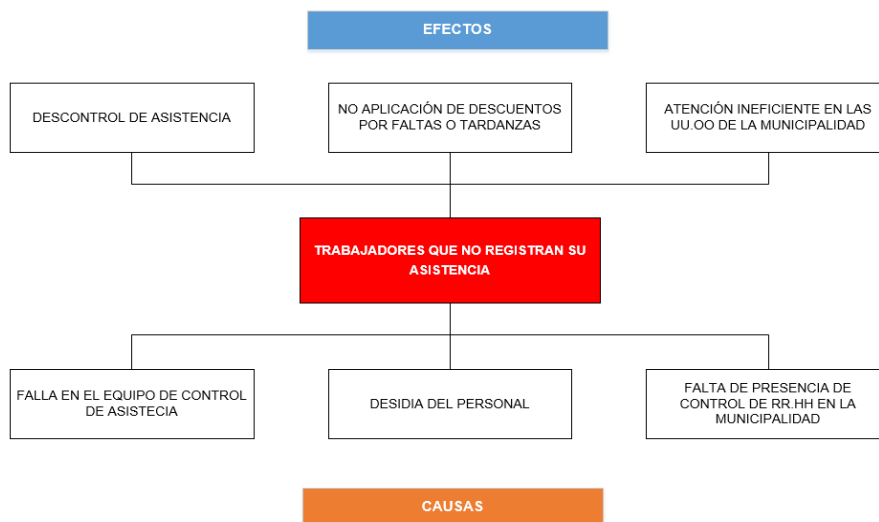 EFECTOS
DESCONTROL DE ASISTENCIA
NO APLICACIÓN DE DESCUENTOS
POR FALTAS O TARDANZAS
ATENCIÓN INEFICIENTE EN LAS
UU.OO DE LA MUNICIPALIDAD
TRABAJADORES QUE NO REGISTRAN SU
ASISTENCIA
FALLA EN EL EQUIPO DE CONTROL
DE ASISTECIA
DESIDIA DEL PERSONAL
FALTA DE PRESENCIA DE
CONTROL DE RR.HH EN LA
MUNICIPALIDAD
CAUSAS